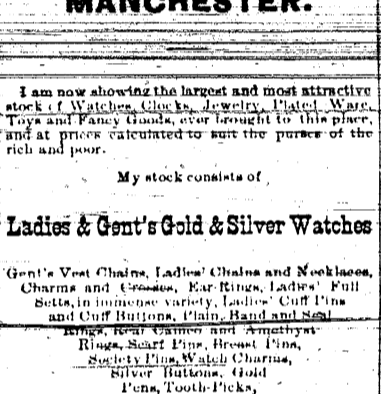 MANCHESTER.
I am now showing the largest and most attractive
stock of Watches, Clocks, Jewelry, Plated Ware,
Toys and Fancy Goods, ever brought to this place,
and at prices calculated to suit the purses of the
rich and poor.
My stock consists of
Ladies & Gent's Gold & Silver Watches
Gent's Vest Chains, Ladies' Chains and Necklaces,
Charms and Crosses, Ear-Rings, Ladies' Full
Setts, in immense variety, Ladies' Cuff Pins
and Cuff Buttons, Plain, Band and Seal
Rings, Real Cameo and Amethyst
Rings, Scarf Pins, Breast Pins,
Society Pins, Watch Charms,
Silver Buttons, Gold
Pens, Tooth-Picks,